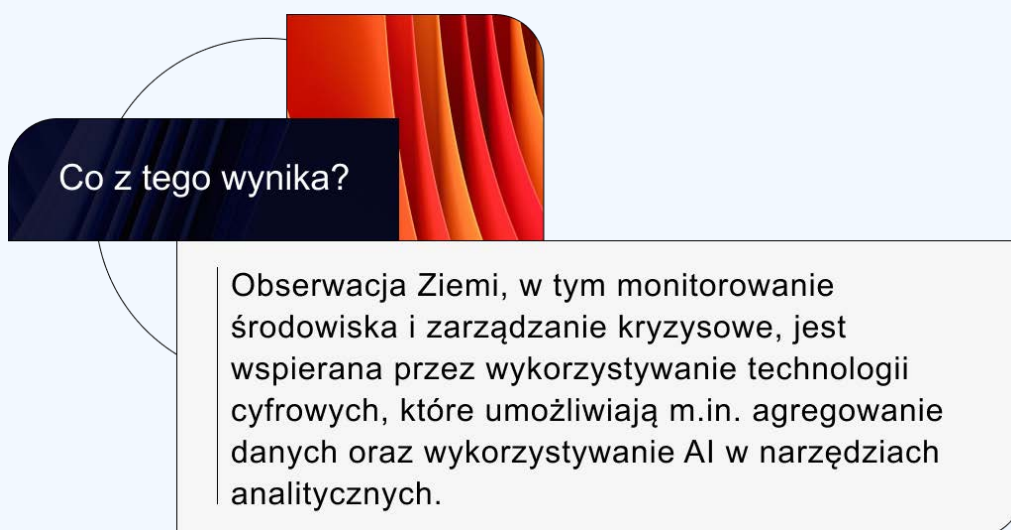 Co z tego wynika?
Obserwacja Ziemi, w tym monitorowanie
środowiska i zarządzanie kryzysowe, jest
wspierana przez wykorzystywanie technologii
cyfrowych, które umożliwiają m.in. agregowanie
danych oraz wykorzystywanie AI w narzędziach
analitycznych.